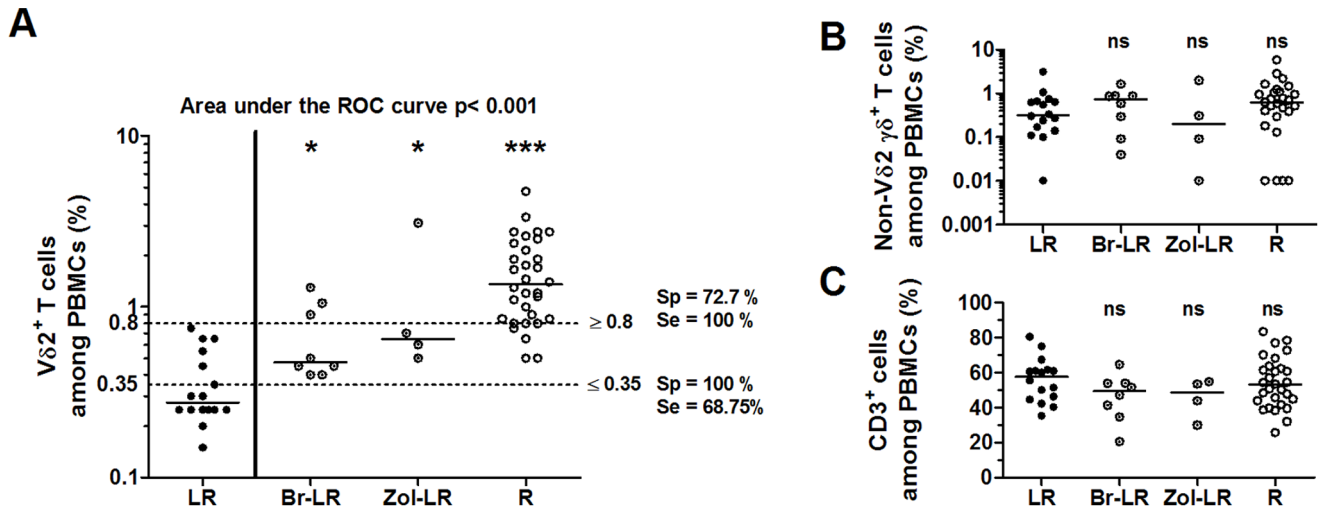 A
Area under the ROC curve p< 0.001
Vδ2+ T cells
among PBMCs (%)
10
1
0.8
0.35
0.1
*
*
***
≥ 0.8
Sp = 72.7 %
Se = 100 %
≤ 0.35
Sp = 100 %
Se = 68.75%
LR
Br-LR
Zol-LR
R
B
Non-Vδ2 γδ+ T cells
among PBMCs (%)
10
1
0.1
0.01
0.001
ns
ns
ns
LR
Br-LR
Zol-LR
R
C
CD3+ cells
among PBMCs (%)
100
80
60
40
20
0
ns
ns
ns
LR
Br-LR
Zol-LR
R